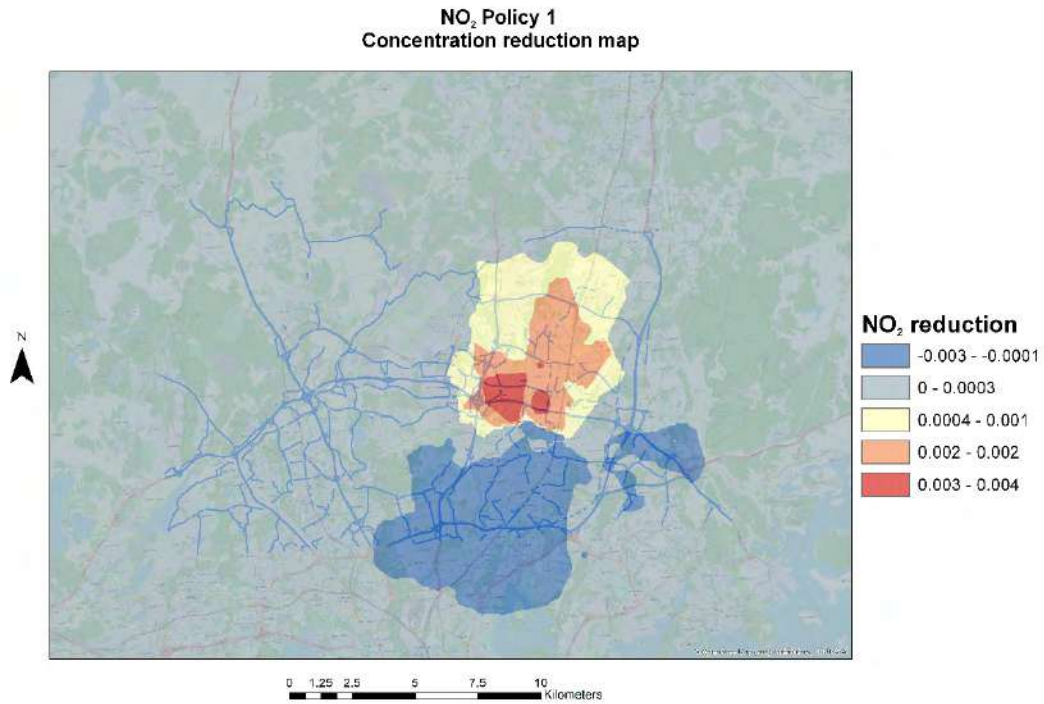 NO₂ Policy 1
Concentration reduction map
N
NO₂ reduction
-0.003 - -0.0001
0 - 0.0003
0.0004 - 0.001
0.002 - 0.002
0.003 - 0.004
0 1.25 2.5 5 7.5 10
Kilometers